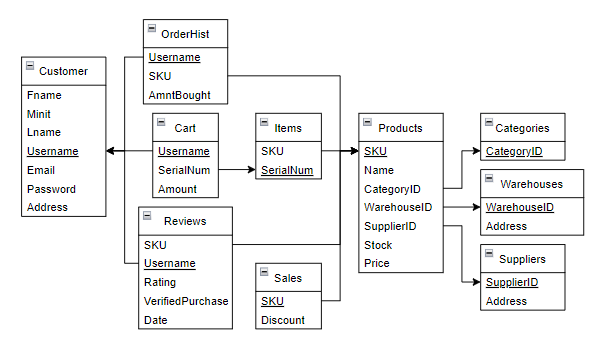 OrderHist
Username
SKU
AmntBought
Customer
Fname
Minit
Lname
Username
Email
Password
Address
Cart
Username
SerialNum
Amount
Items
SKU
SerialNum
Products
SKU
Name
CategoryID
WarehouseID
SupplierID
Stock
Price
Categories
CategoryID
Warehouses
WarehouseID
Address
Reviews
SKU
Username
Rating
VerifiedPurchase
Date
Sales
SKU
Discount
Suppliers
SupplierID
Address